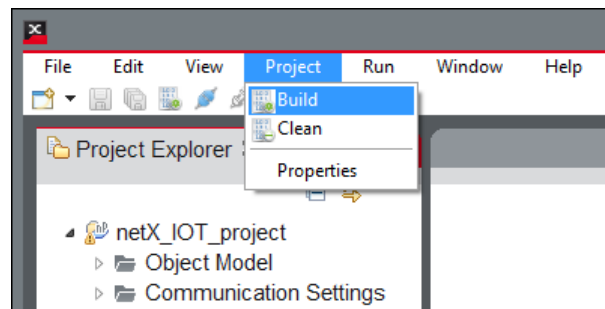 File Edit View Project Run Window Help
Build
Clean
Project Explorer
Properties
netX_IOT_project
Object Model
Communication Settings